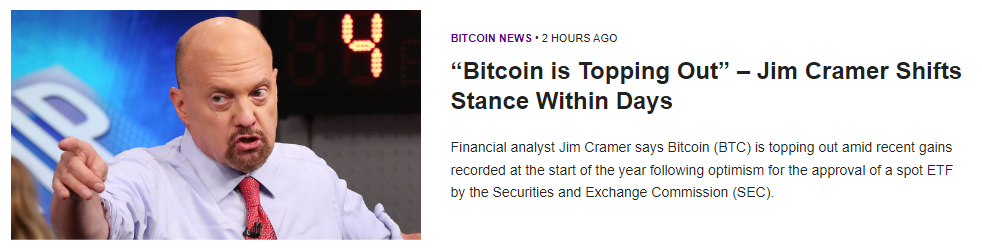 4
BITCOIN NEWS • 2 HOURS AGO
“Bitcoin is Topping Out” – Jim Cramer Shifts
Stance Within Days
Financial analyst Jim Cramer says Bitcoin (BTC) is topping out amid recent gains
recorded at the start of the year following optimism for the approval of a spot ETF
by the Securities and Exchange Commission (SEC).